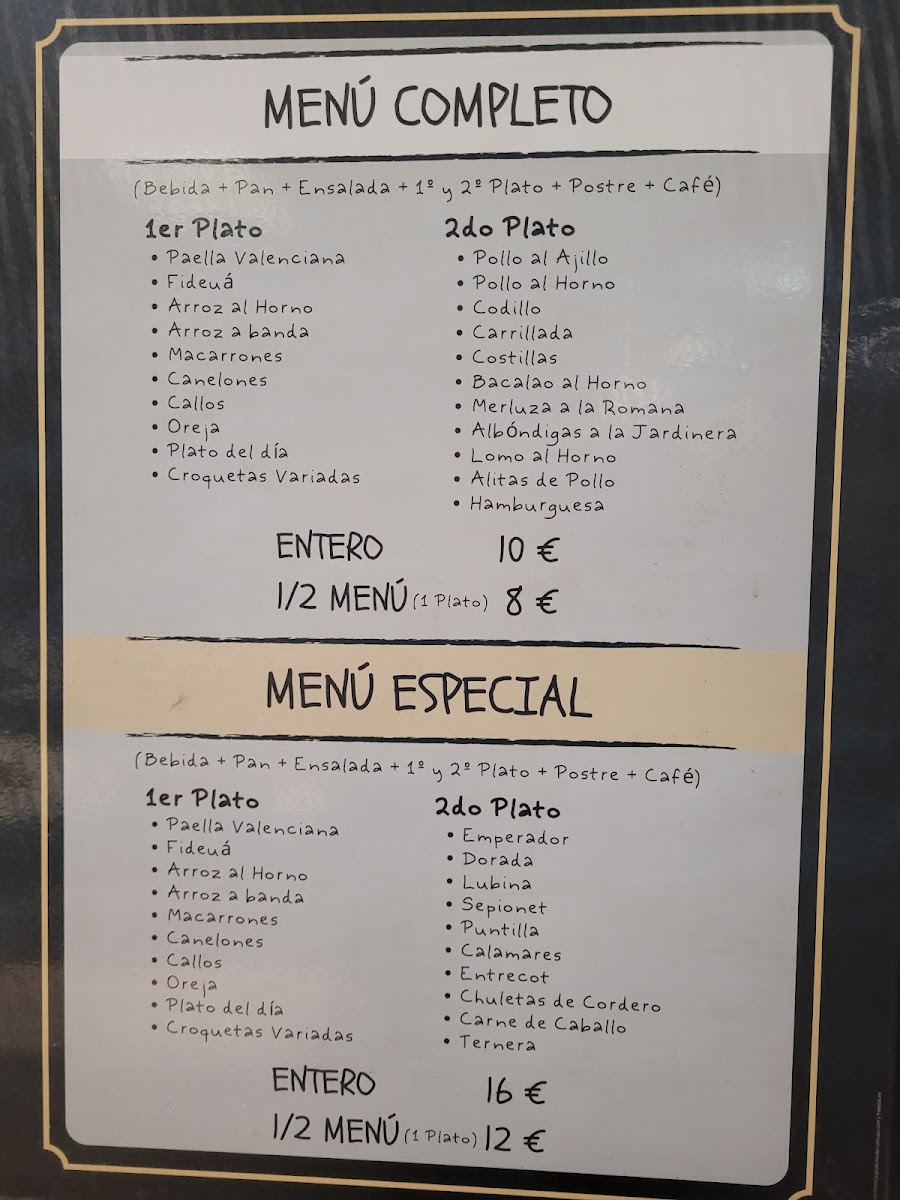 MENÚ COMPLETO
(Bebida + Pan + Ensalada + 1º y 2º Plato + Postre + Café)
1er Plato
• Paella Valenciana
• Fideuá
• Arroz al Horno
• Arroz a banda
• Macarrones
• Canelones
• Callos
• Oreja
• Plato del día
• Croquetas Variadas
2do Plato
• Pollo al Ajillo
• Pollo al Horno
• Codillo
• Carrillada
• Costillas
• Bacalao al Horno
• Merluza a la Romana
• Albóndigas a la Jardinera
• Lomo al Horno
• Alitas de Pollo
• Hamburguesa
ENTERO 10 €
1/2 MENÚ (1 Plato) 8 €
MENÚ ESPECIAL
(Bebida + Pan + Ensalada + 1º y 2º Plato + Postre + Café)
1er Plato
• Paella Valenciana
• Fideuá
• Arroz al Horno
• Arroz a banda
• Macarrones
• Canelones
• Callos
• Oreja
• Plato del día
• Croquetas Variadas
2do Plato
• Emperador
• Dorada
• Lubina
• Sepionet
• Puntilla
• Calamares
• Entrecot
• Chuletas de Cordero
• Carne de Caballo
• Ternera
ENTERO 16 €
1/2 MENÚ (1 Plato) 12 €